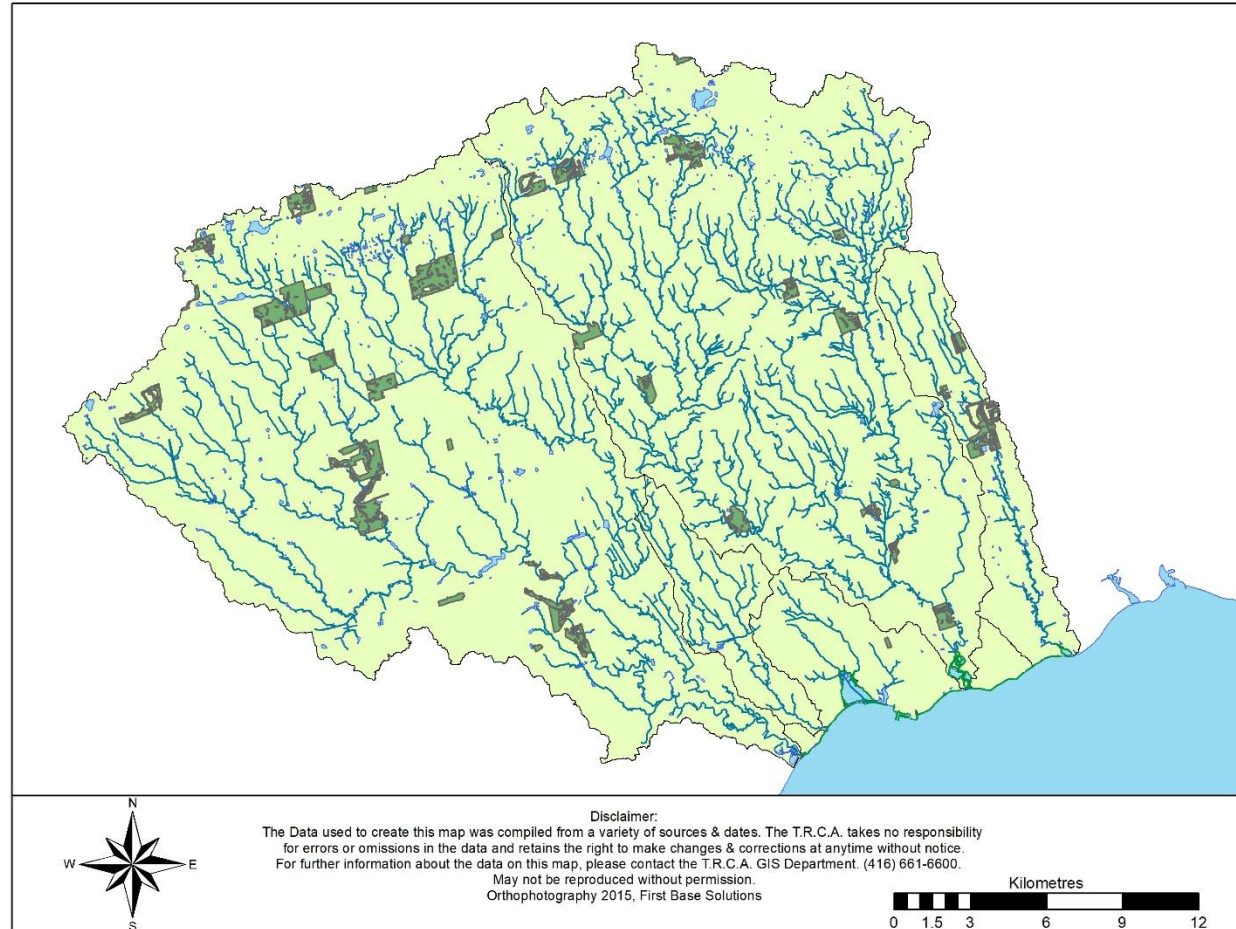 N
W E
S
Disclaimer:
The Data used to create this map was compiled from a variety of sources & dates. The T.R.C.A. takes no responsibility
for errors or omissions in the data and retains the right to make changes & corrections at anytime without notice.
For further information about the data on this map, please contact the T.R.C.A. GIS Department. (416) 661-6600.
May not be reproduced without permission.
Orthophotography 2015, First Base Solutions
Kilometres
0 1.5 3 6 9 12